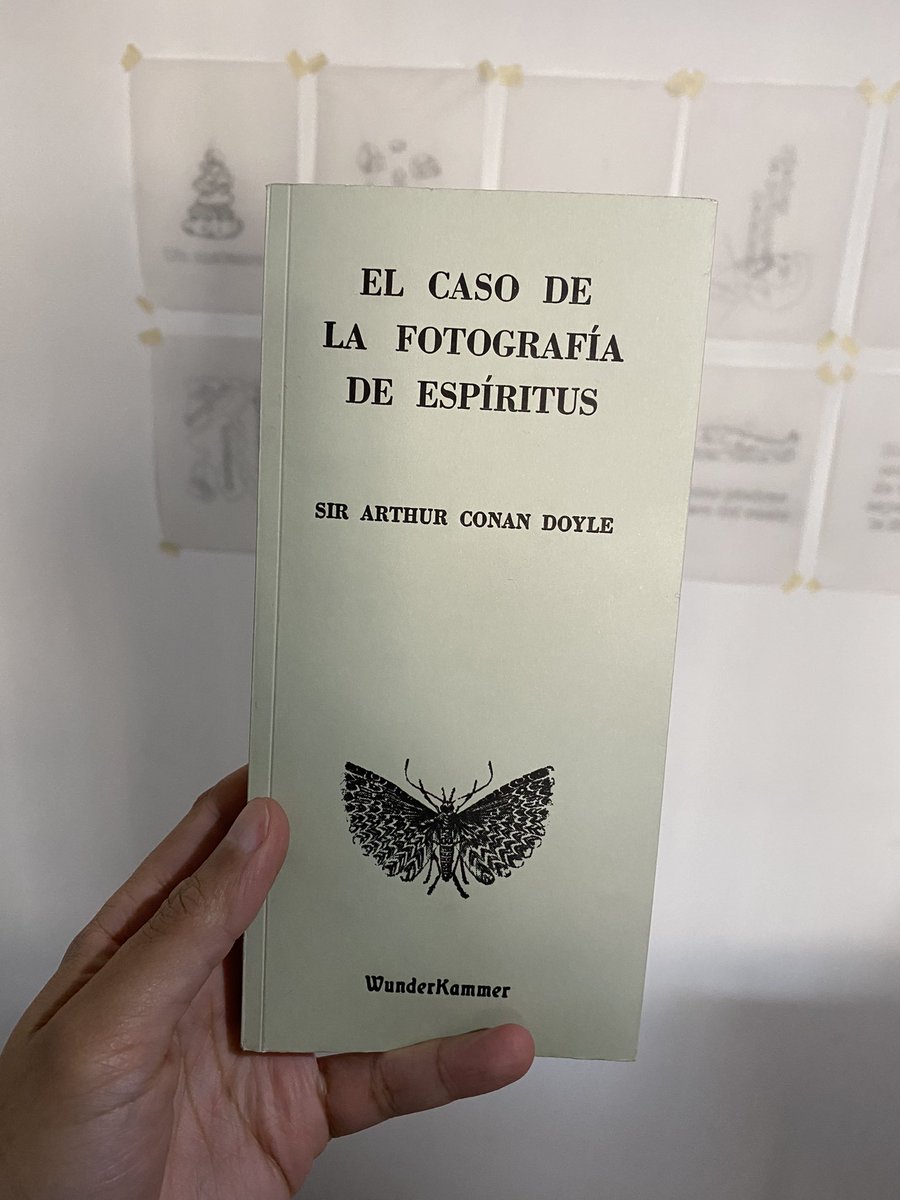 EL CASO DE
LA FOTOGRAFÍA
DE ESPÍRITUS
SIR ARTHUR CONAN DOYLE
WunderKammer